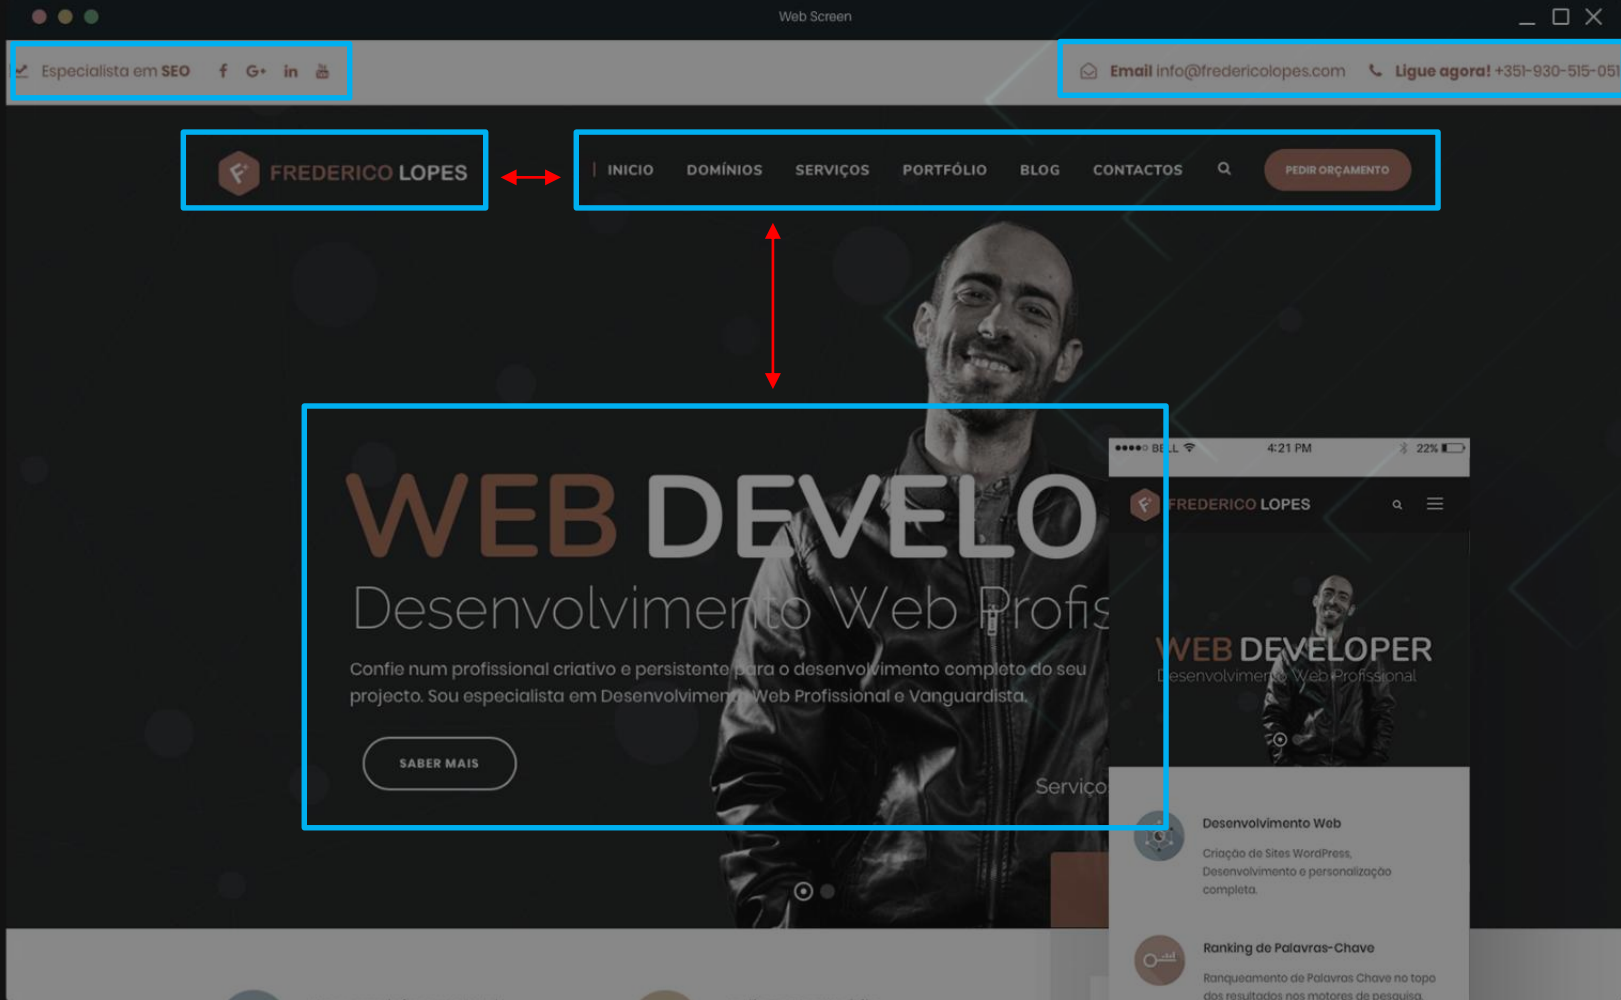 Web Screen
Especialista em SEO
Email info@fredericolopes.com Ligue agora! +351-930-515-051
FREDERICO LOPES
INICIO DOMÍNIOS SERVIÇOS PORTFÓLIO BLOG CONTACTOS PEDIR ORÇAMENTO
WEB DEVELO
Desenvolvimento Web Profis
Confie num profissional criativo e persistente para o desenvolvimento completo do seu
projecto. Sou especialista em Desenvolvimento Web Profissional e Vanguardista.
SABER MAIS
Serviço
BELL 4:21 PM 22%
FREDERICO LOPES
WEB DEVELOPER
Desenvolvimento Web Profissional
Desenvolvimento Web
Criação de Sites WordPress,
Desenvolvimento e personalização
completa.
Ranking de Palavras-Chave
Ranqueamento de Palavras Chave no topo
dos resultados nos motores de pesquisa.